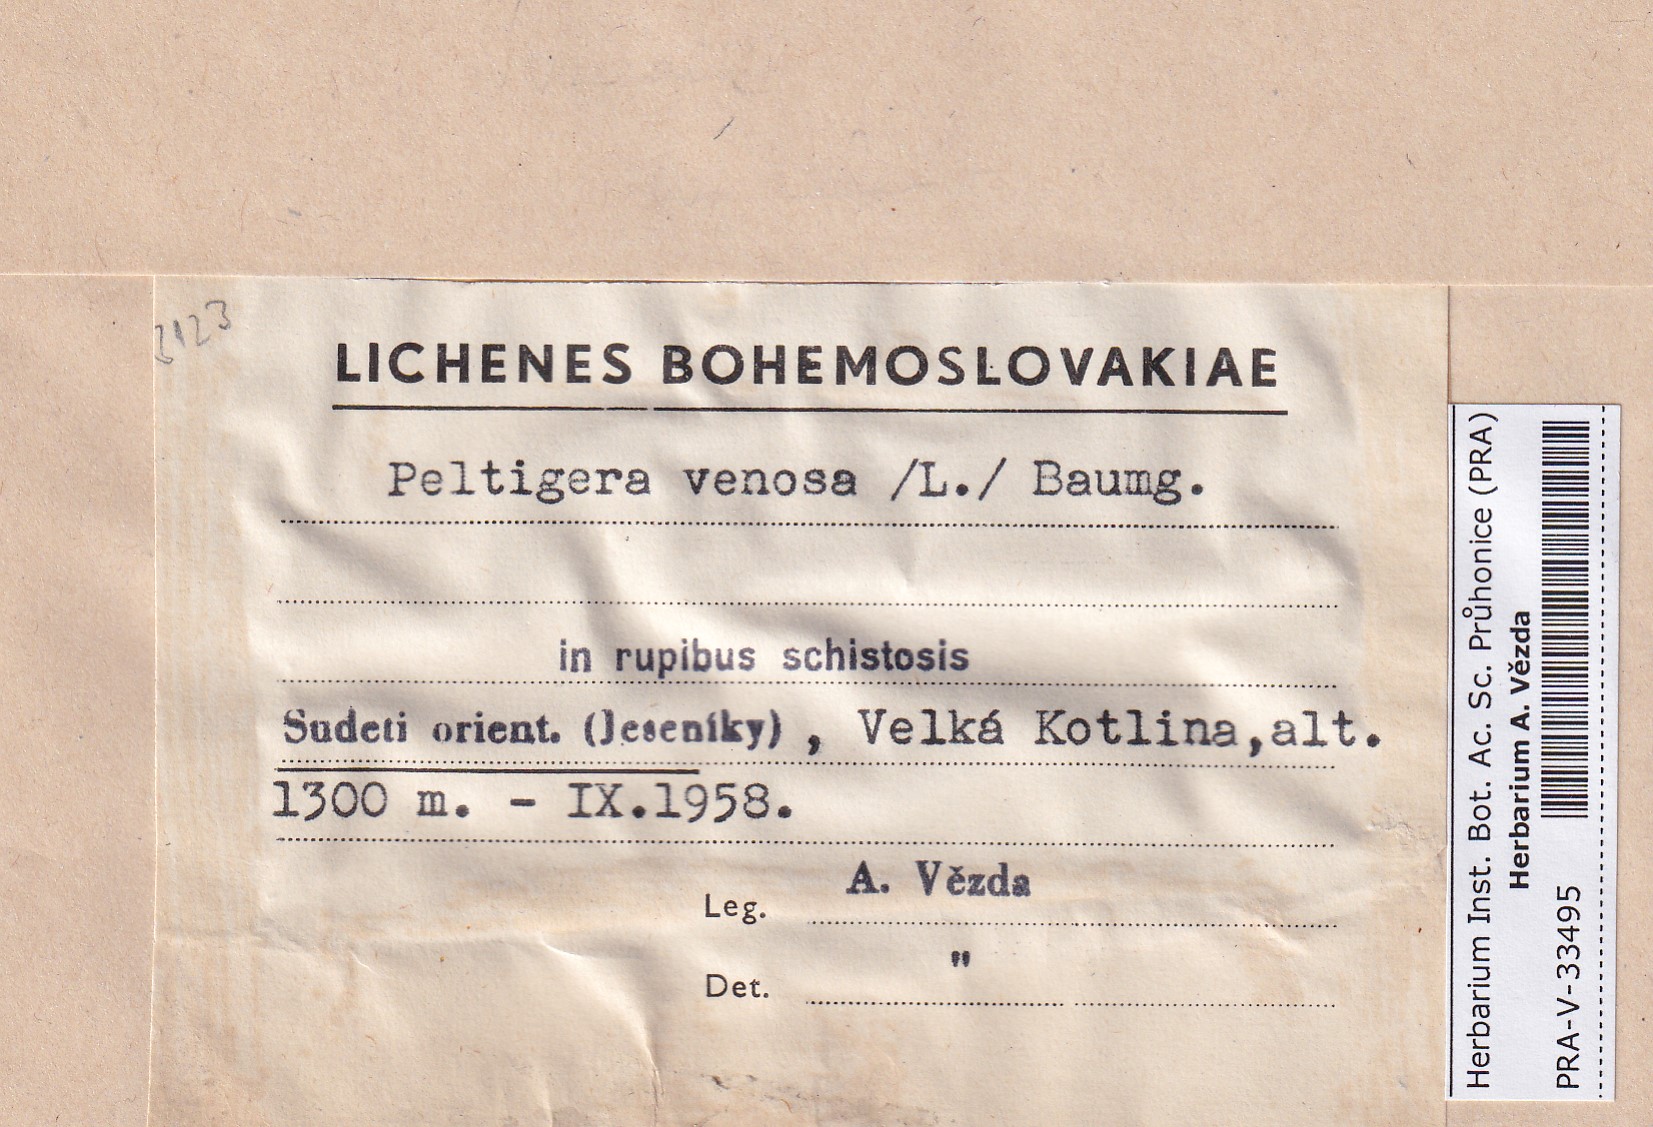 LICHENES BOHEMOSLOVAKIAE
Peltigera venosa /L./ Baumg.
in rupibus schistosis
Sudeti orient. (Jeseníky) , Velká Kotlina,alt.
1300 m. - IX.1958.
A. Vězda
Leg.
"
Det.
Herbarium Inst. Bot. Ac. Sc. Průhonice (PRA)
Herbarium A. Vězda
PRA-V-33495